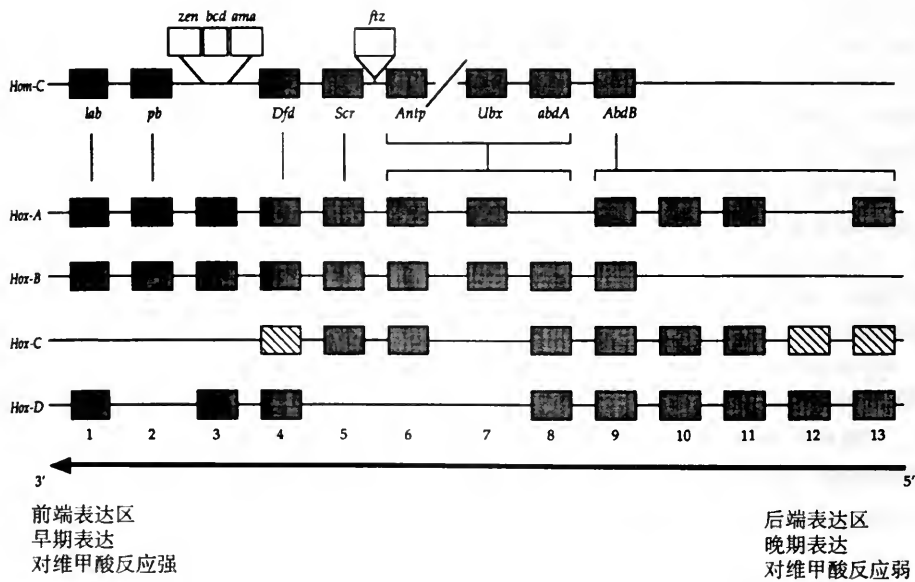 zen bcd ama ftz
Hom-C
lab pb Dfd Scr Antp Ubx abdA AbdB
Hox-A
Hox-B
Hox-C
Hox-D
1 2 3 4 5 6 7 8 9 10 11 12 13
3' 5'
前端表达区
早期表达
对维甲酸反应强
后端表达区
晚期表达
对维甲酸反应弱